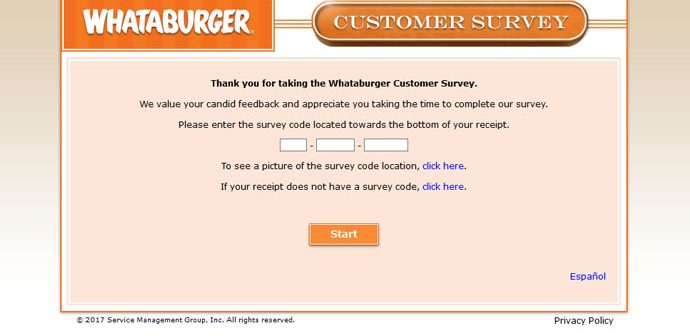 WHATABURGER
CUSTOMER SURVEY
Thank you for taking the Whataburger Customer Survey.
We value your candid feedback and appreciate you taking the time to complete our survey.
Please enter the survey code located towards the bottom of your receipt.
- -
To see a picture of the survey code location, click here.
If your receipt does not have a survey code, click here.
Start
Español
© 2017 Service Management Group, Inc. All rights reserved.
Privacy Policy